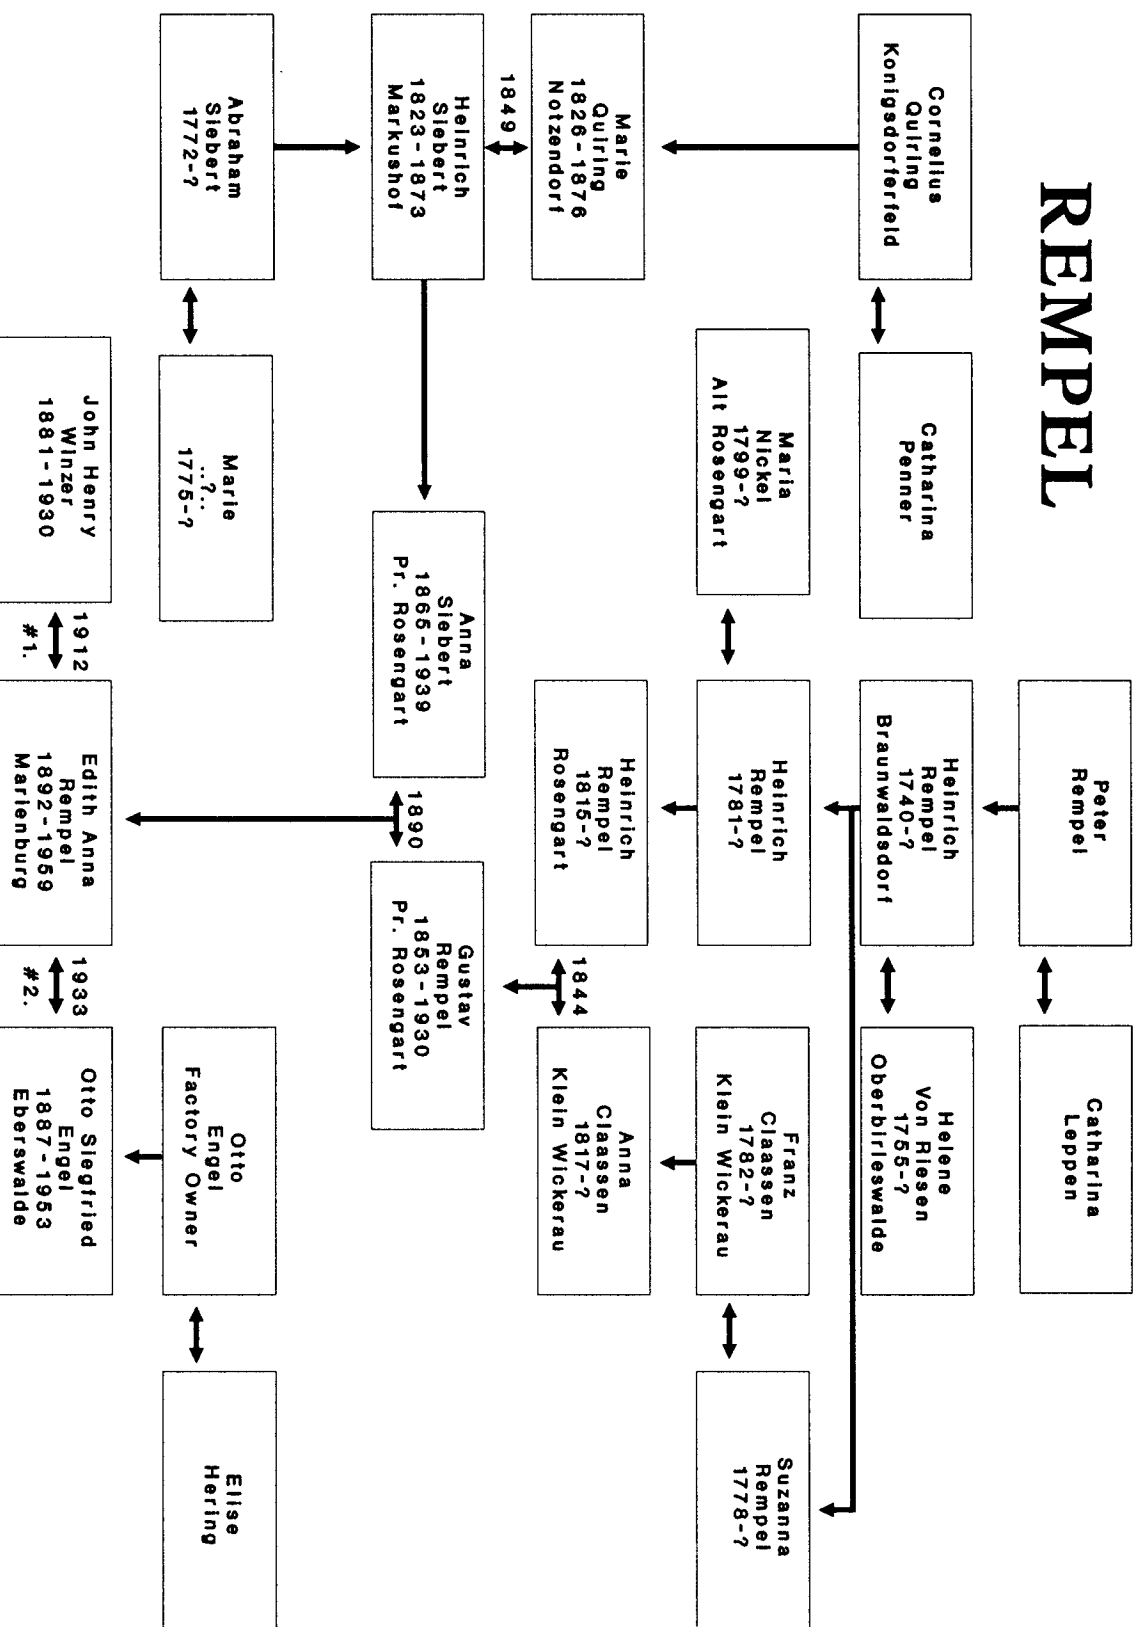 REMPEL
Cornelius
Quiring
Konigsdorferfeld
Catharina
Penner
Peter
Rempel
Catharina
Leppen
Heinrich
Rempel
1740-?
Braunwaldsdorf
Helene
Von Riesen
1755-?
Oberbirleswalde
Maria
Nickel
1799-?
Alt Rosengart
Heinrich
Rempel
1781-?
Franz
Claassen
1782-?
Klein Wickerau
Suzanna
Rempel
1778-?
Marie
Quiring
1826-1876
Notzendorf
Heinrich
Rempel
1815-?
Rosengart
1844
Anna
Claassen
1817-?
Klein Wickerau
1849
Heinrich
Siebert
1823-1873
Markushof
Anna
Siebert
1865-1939
Pr. Rosengart
1890
Gustav
Rempel
1853-1930
Pr. Rosengart
Abraham
Siebert
1772-?
Marie
..?..
1775-?
Otto
Engel
Factory Owner
Elise
Hering
John Henry
Winzer
1881-1930
1912
#1.
Edith Anna
Rempel
1892-1959
Marienburg
1933
#2.
Otto Siegfried
Engel
1887-1953
Eberswalde